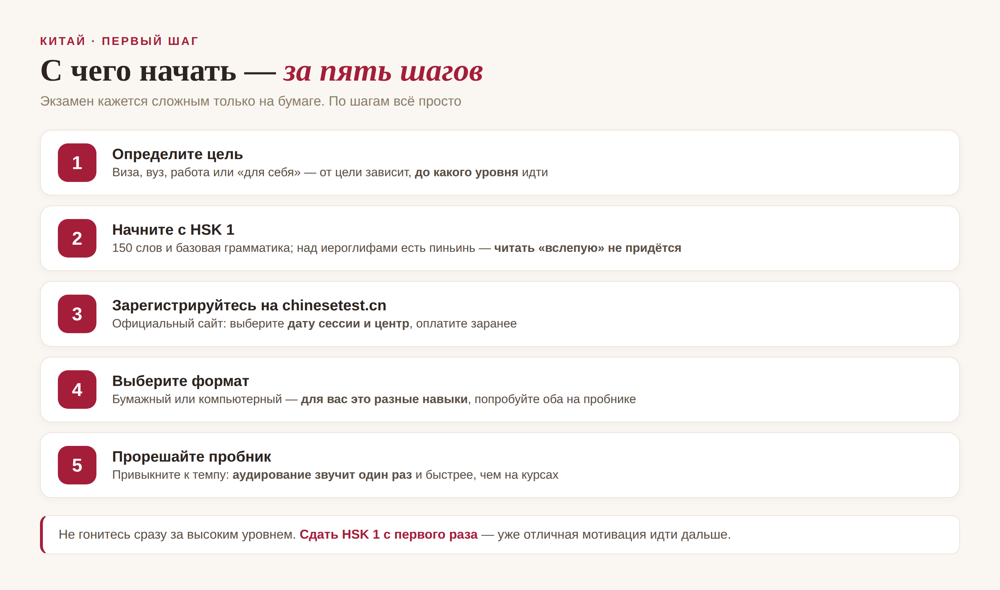 КИТАЙ · ПЕРВЫЙ ШАГ
С чего начать — за пять шагов
Экзамен кажется сложным только на бумаге. По шагам всё просто
1
Определите цель
Виза, вуз, работа или «для себя» — от цели зависит, до какого уровня идти
2
Начните с HSK 1
150 слов и базовая грамматика; над иероглифами есть пиньинь — читать «вслепую» не придётся
3
Зарегистрируйтесь на chinesetest.cn
Официальный сайт: выберите дату сессии и центр, оплатите заранее
4
Выберите формат
Бумажный или компьютерный — для вас это разные навыки, попробуйте оба на пробнике
5
Прорешайте пробник
Привыкните к темпу: аудирование звучит один раз и быстрее, чем на курсах
Не гонитесь сразу за высоким уровнем. Сдать HSK 1 с первого раза — уже отличная мотивация идти дальше.